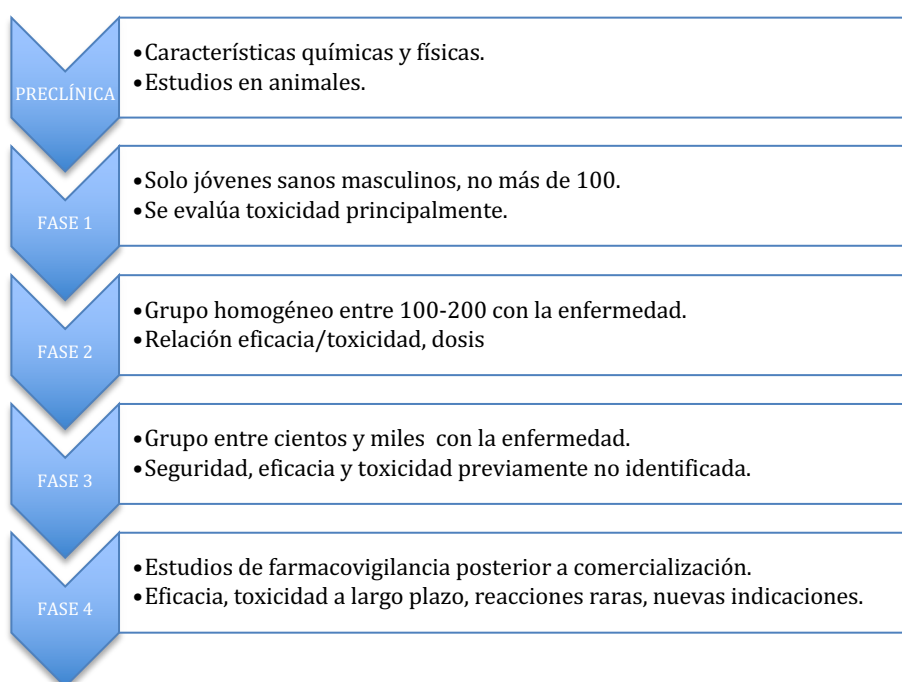 PRECLÍNICA
•Características químicas y físicas.
•Estudios en animales.
FASE 1
•Solo jóvenes sanos masculinos, no más de 100.
•Se evalúa toxicidad principalmente.
FASE 2
•Grupo homogéneo entre 100-200 con la enfermedad.
•Relación eficacia/toxicidad, dosis
FASE 3
•Grupo entre cientos y miles con la enfermedad.
•Seguridad, eficacia y toxicidad previamente no identificada.
FASE 4
•Estudios de farmacovigilancia posterior a comercialización.
•Eficacia, toxicidad a largo plazo, reacciones raras, nuevas indicaciones.